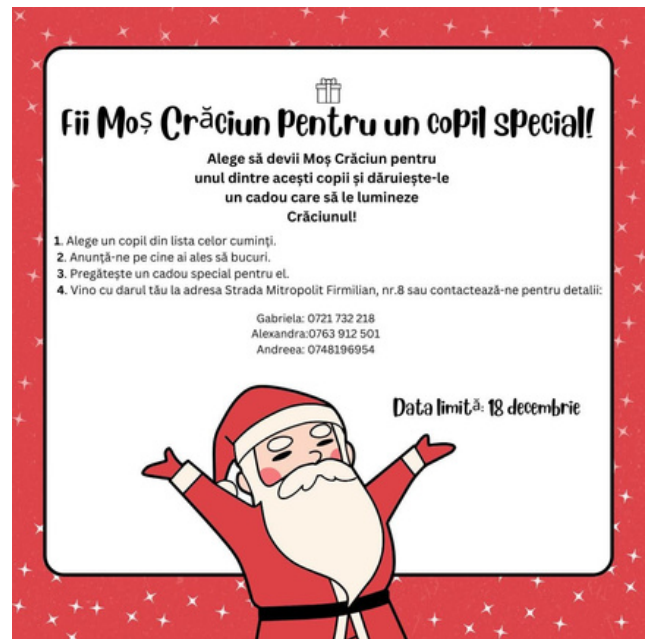 Fii Moș Crăciun Pentru un copil special!
Alege să devii Moș Crăciun pentru
unul dintre acești copii și dăruiește-le
un cadou care să le lumineze
Crăciunul!
1. Alege un copil din lista celor cuminți.
2. Anunță-ne pe cine ai ales să bucuri.
3. Pregătește un cadou special pentru el.
4. Vino cu darul tău la adresa Strada Mitropolit Firmilian, nr.8 sau contactează-ne pentru detalii:
Gabriela: 0721 732 218
Alexandra:0763 912 501
Andreea: 0748196954
Data limită: 18 decembrie